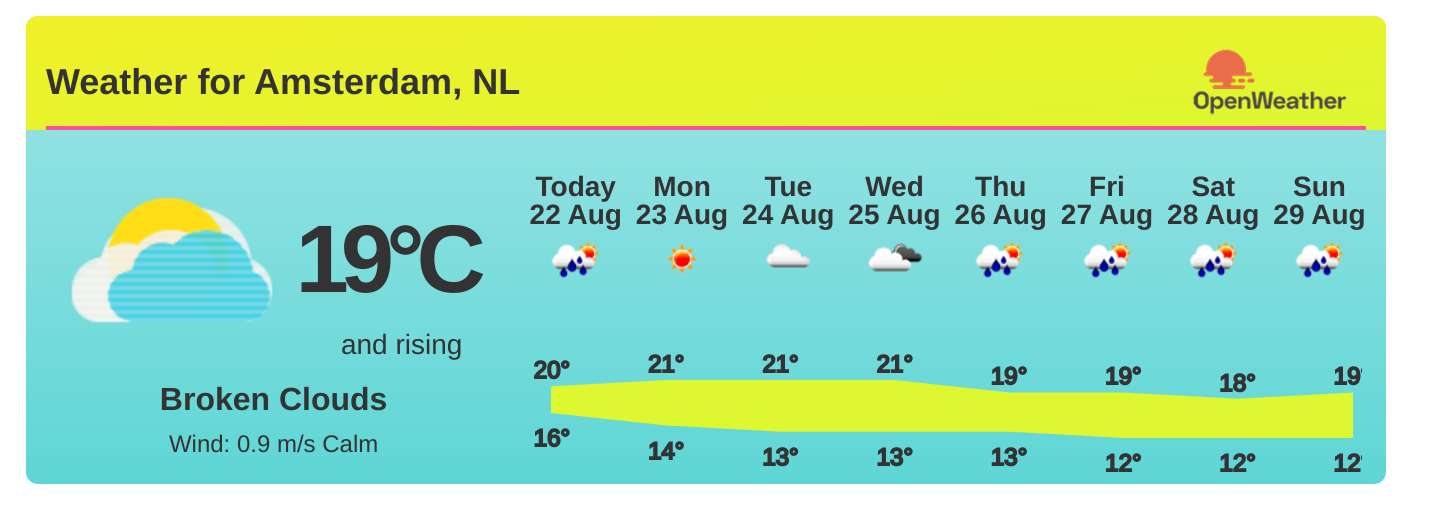 Weather for Amsterdam, NL
OpenWeather
Today Mon Tue Wed Thu Fri Sat Sun
22 Aug 23 Aug 24 Aug 25 Aug 26 Aug 27 Aug 28 Aug 29 Aug
19°C
and rising
Broken Clouds
Wind: 0.9 m/s Calm
20° 21° 21° 21° 19° 19° 18° 19°
16° 14° 13° 13° 13° 12° 12° 12°